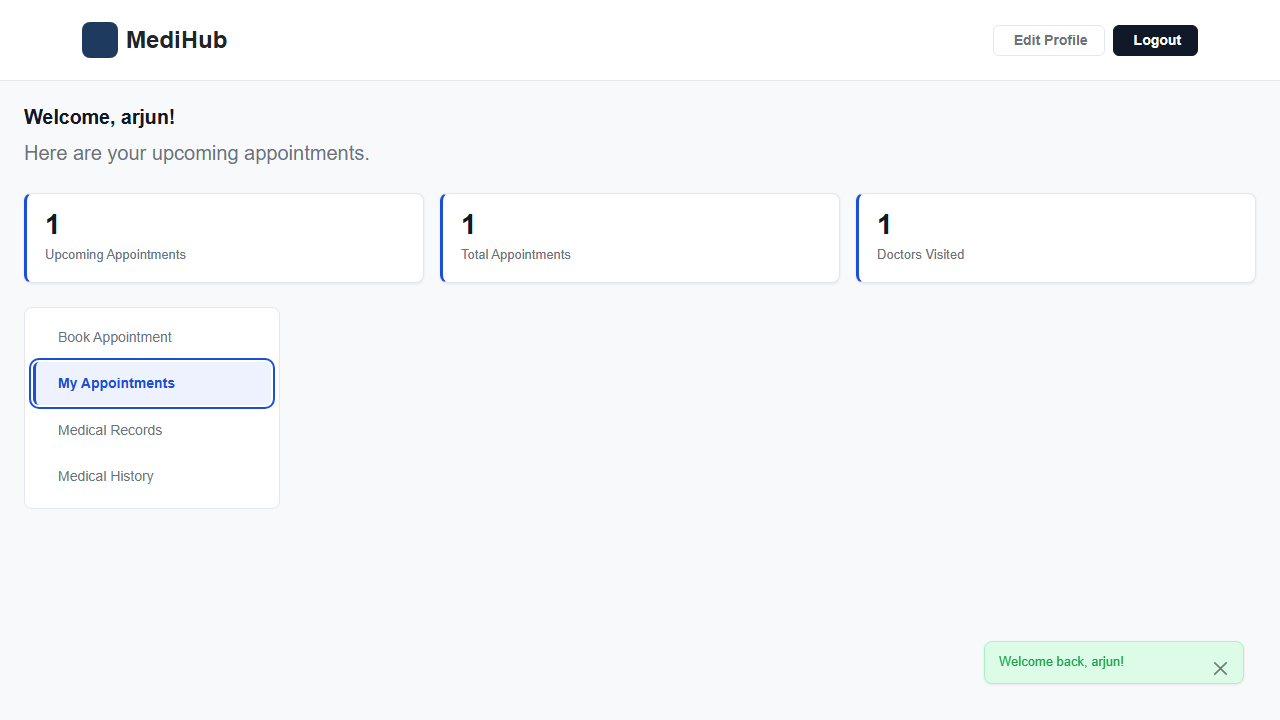 MediHub
Edit Profile
Logout
Welcome, arjun!
Here are your upcoming appointments.
1
Upcoming Appointments
1
Total Appointments
1
Doctors Visited
Book Appointment
My Appointments
Medical Records
Medical History
Welcome back, arjun!